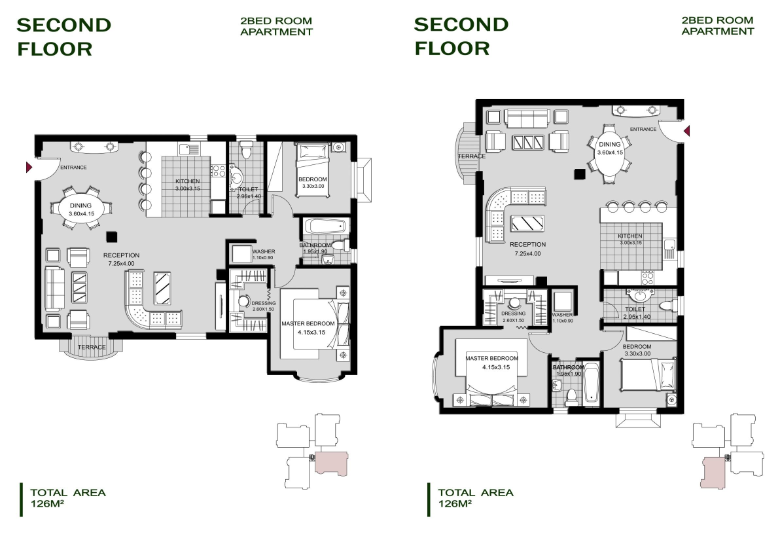 SECOND
FLOOR
2BED ROOM
APARTMENT
ENTRANCE
KITCHEN
3.00x3.15
TOILET
2.05x1.40
BEDROOM
3.30x3.00
DINING
3.60x4.15
RECEPTION
7.25x4.00
WASHER
1.10x0.90
BATHROOM
1.95x1.90
DRESSING
2.60x1.50
MASTER BEDROOM
4.15x3.15
TERRACE
TOTAL AREA
126M²
SECOND
FLOOR
2BED ROOM
APARTMENT
ENTRANCE
DINING
3.60x4.15
TERRACE
KITCHEN
3.00x3.15
RECEPTION
7.25x4.00
DRESSING
2.60x1.50
WASHER
1.10x0.90
TOILET
2.05x1.40
BEDROOM
3.30x3.00
MASTER BEDROOM
4.15x3.15
BATHROOM
1.95x1.90
TOTAL AREA
126M²